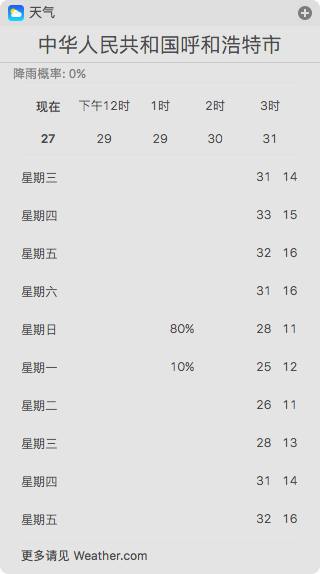 天气
中华人民共和国呼和浩特市
降雨概率: 0%
现在 下午12时 1时 2时 3时
27 29 29 30 31
星期三 31 14
星期四 33 15
星期五 32 16
星期六 31 16
星期日 80% 28 11
星期一 10% 25 12
星期二 26 11
星期三 28 13
星期四 31 14
星期五 32 16
更多请见 Weather.com